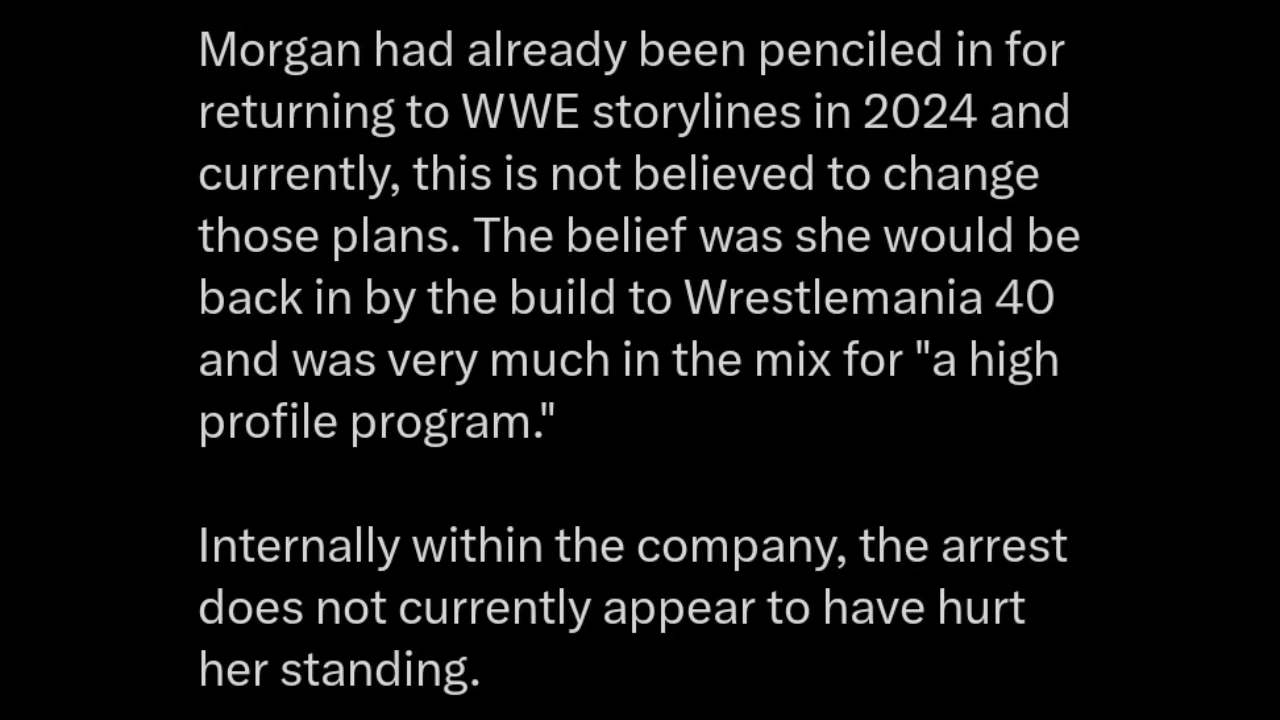 Morgan had already been penciled in for
returning to WWE storylines in 2024 and
currently, this is not believed to change
those plans. The belief was she would be
back in by the build to Wrestlemania 40
and was very much in the mix for "a high
profile program."
Internally within the company, the arrest
does not currently appear to have hurt
her standing.